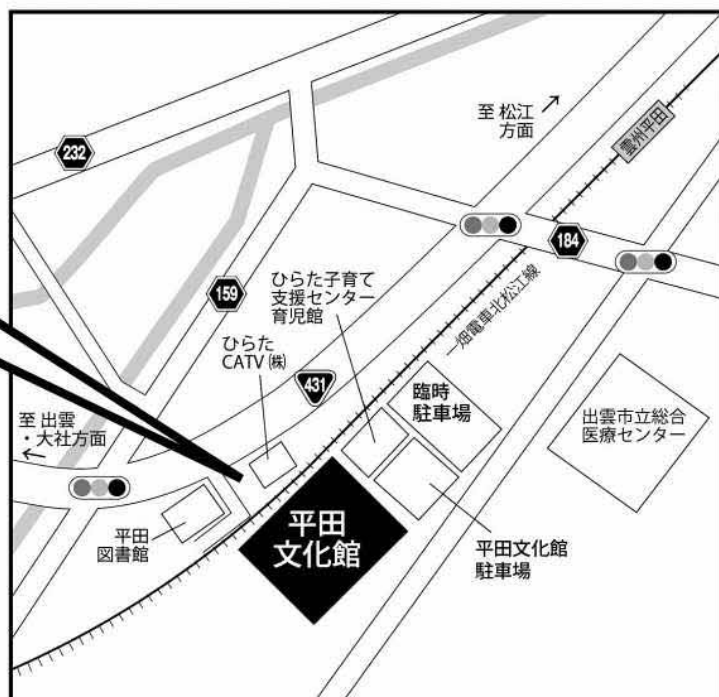 232
至 松江
方面
雲州平田
184
159
ひらた子育て
支援センター
育児館
一畑電車北松江線
ひらた
CATV㈱
431
臨時
駐車場
出雲市立総合
医療センター
至 出雲
・大社方面
平田
図書館
平田
文化館
平田文化館
駐車場